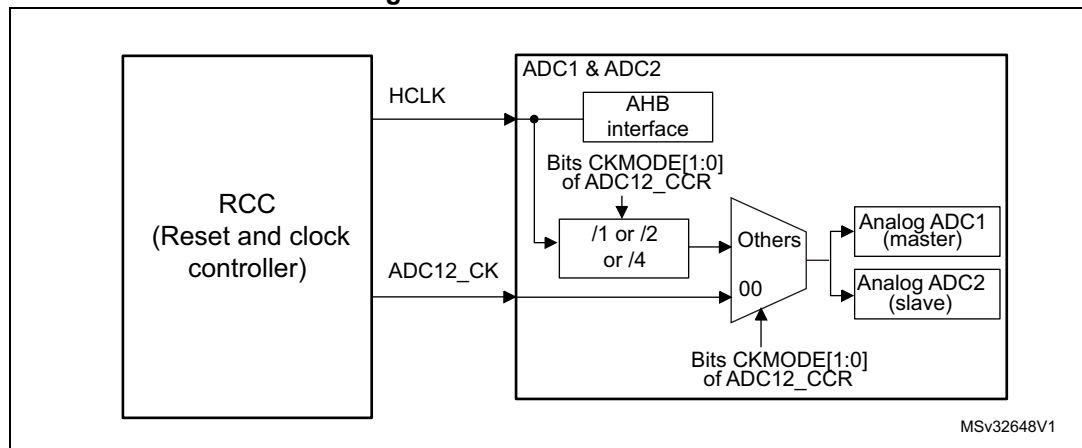 RCC
(Reset and clock
controller)
HCLK
ADC12_CK
ADC1 & ADC2
AHB
interface
Bits CKMODE[1:0]
of ADC12_CCR
/1 or /2
or /4
Others
00
Bits CKMODE[1:0]
of ADC12_CCR
Analog ADC1
(master)
Analog ADC2
(slave)
MSv32648V1